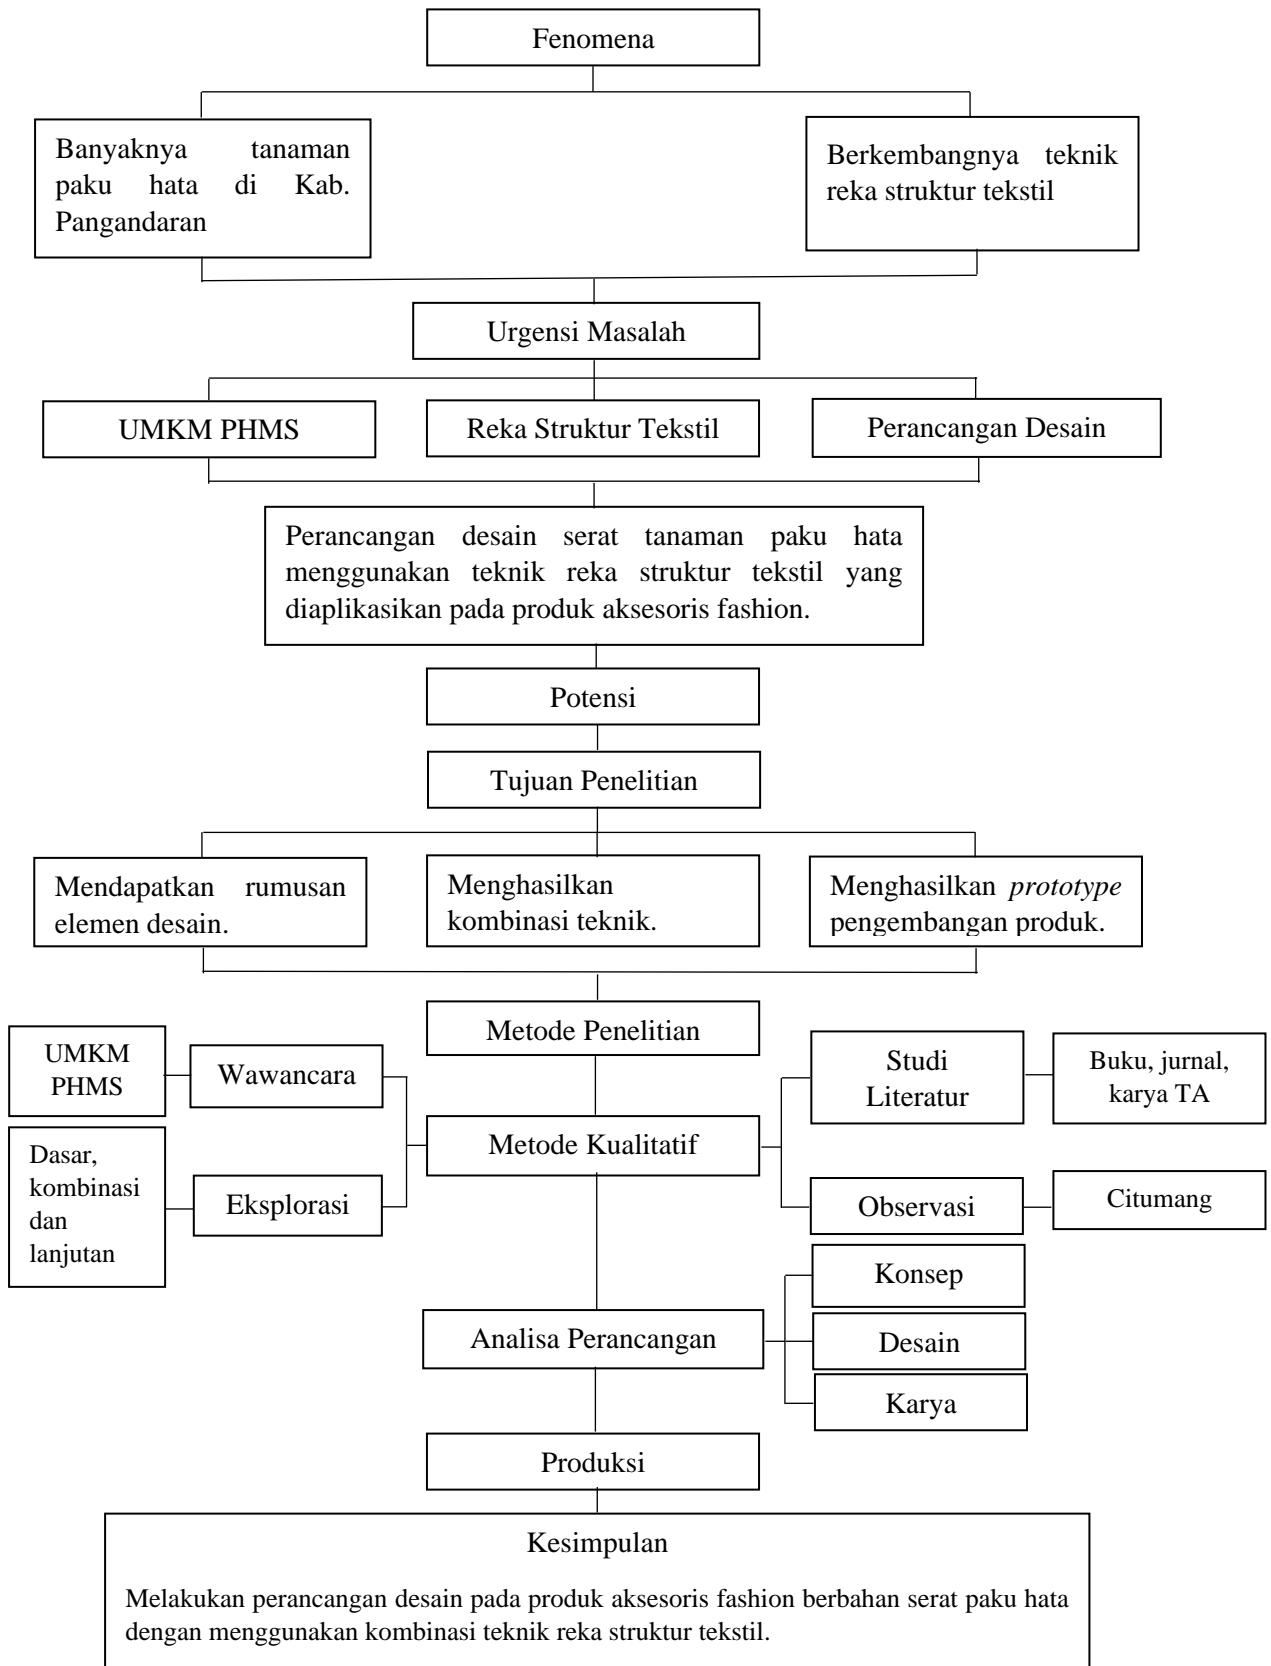 Fenomena
Banyaknya tanaman
paku hata di Kab.
Pangandaran
Berkembangnya teknik
reka struktur tekstil
Urgensi Masalah
UMKM PHMS
Reka Struktur Tekstil
Perancangan Desain
Perancangan desain serat tanaman paku hata
menggunakan teknik reka struktur tekstil yang
diaplikasikan pada produk aksesoris fashion.
Potensi
Tujuan Penelitian
Mendapatkan rumusan
elemen desain.
Menghasilkan
kombinasi teknik.
Menghasilkan prototype
pengembangan produk.
Metode Penelitian
UMKM
PHMS
Wawancara
Studi
Literatur
Buku, jurnal,
karya TA
Metode Kualitatif
Dasar,
kombinasi
dan
lanjutan
Eksplorasi
Observasi
Citumang
Analisa Perancangan
Konsep
Desain
Karya
Produksi
Kesimpulan
Melakukan perancangan desain pada produk aksesoris fashion berbahan serat paku hata
dengan menggunakan kombinasi teknik reka struktur tekstil.